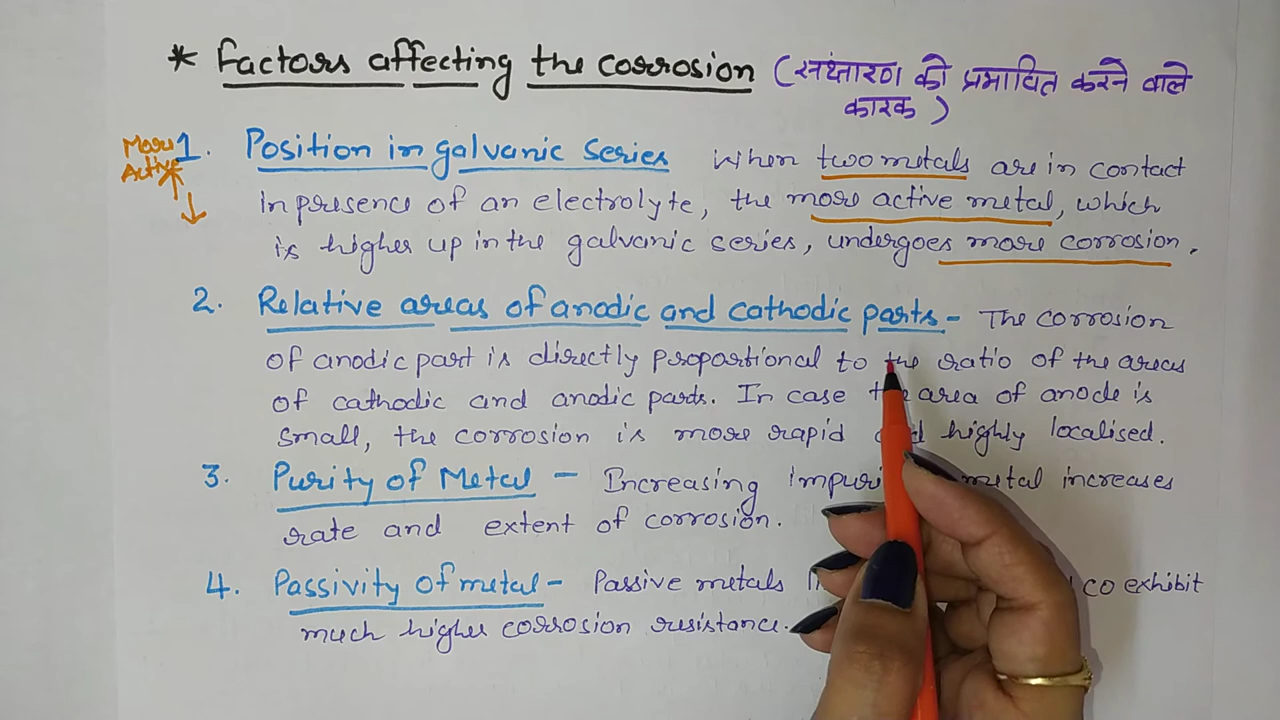 * Factors affecting the corrosion (संक्षारण को प्रभावित करने वाले
कारक)
More
Active
1. Position in galvanic series When two metals are in contact
in presence of an electrolyte, the more active metal, which
is higher up in the galvanic series, undergoes more corrosion.
2. Relative areas of anodic and cathodic parts - The corrosion
of anodic part is directly proportional to the ratio of the areas
of cathodic and anodic parts. In case the area of anode is
small, the corrosion is more rapid highly localised.
3. Purity of Metal - Increasing metal increases
rate and extent of corrosion.
4. Passivity of metal - Passive metals co exhibit
much higher corrosion resistance.